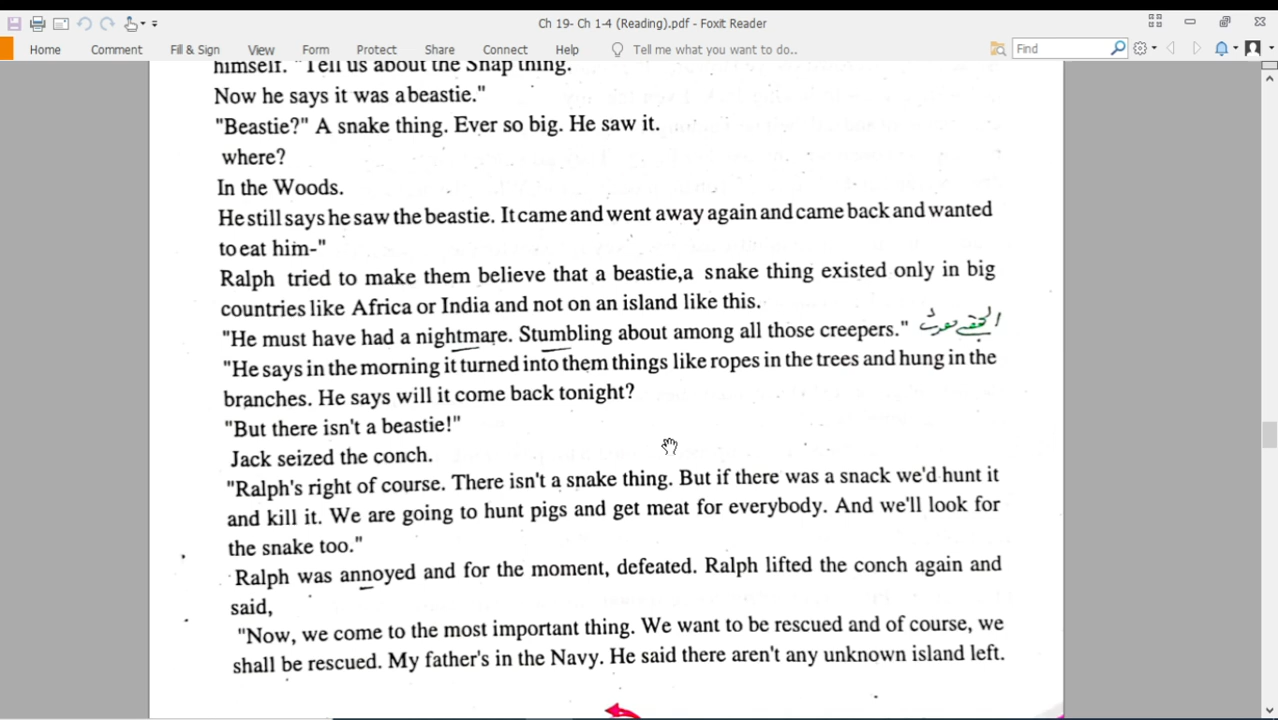 Ch 19- Ch 1-4 (Reading).pdf - Foxit Reader
Home Comment Fill & Sign View Form Protect Share Connect Help Tell me what you want to do.. Find
himself. "Tell us about the Snap thing.
Now he says it was a beastie."
"Beastie?" A snake thing. Ever so big. He saw it.
where?
In the Woods.
He still says he saw the beastie. It came and went away again and came back and wanted
to eat him-"
Ralph tried to make them believe that a beastie,a snake thing existed only in big
countries like Africa or India and not on an island like this.
"He must have had a nightmare. Stumbling about among all those creepers."
"He says in the morning it turned into them things like ropes in the trees and hung in the
branches. He says will it come back tonight?
"But there isn't a beastie!"
Jack seized the conch.
"Ralph's right of course. There isn't a snake thing. But if there was a snack we'd hunt it
and kill it. We are going to hunt pigs and get meat for everybody. And we'll look for
the snake too."
Ralph was annoyed and for the moment, defeated. Ralph lifted the conch again and
said,
"Now, we come to the most important thing. We want to be rescued and of course, we
shall be rescued. My father's in the Navy. He said there aren't any unknown island left.